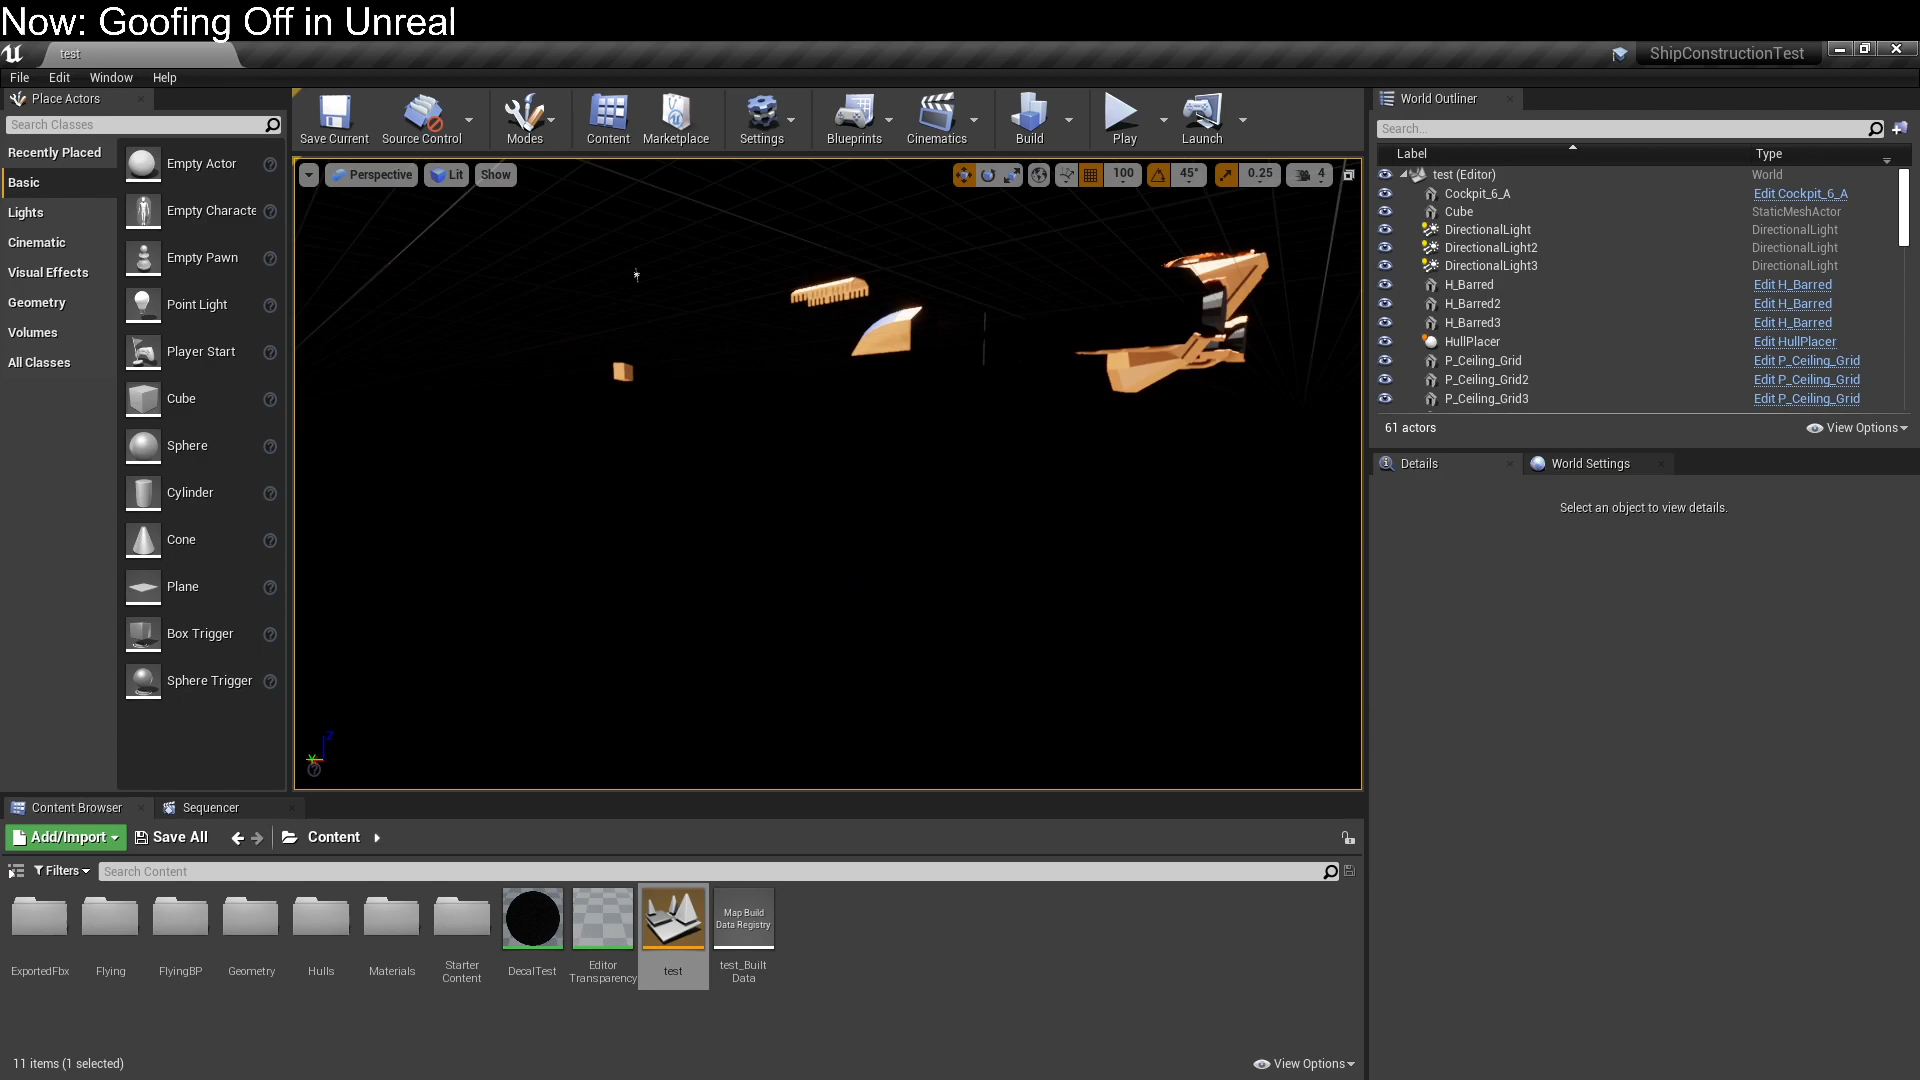 Now: Goofing Off in Unreal
test
ShipConstructionTest
File Edit Window Help
Place Actors
Search Classes
Recently Placed
Basic
Lights
Cinematic
Visual Effects
Geometry
Volumes
All Classes
Empty Actor
Empty Characte
Empty Pawn
Point Light
Player Start
Cube
Sphere
Cylinder
Cone
Plane
Box Trigger
Sphere Trigger
Save Current Source Control Modes Content Marketplace Settings Blueprints Cinematics Build Play Launch
Perspective Lit Show 100 45° 0.25 4
Z
World Outliner
Search...
Label Type
test (Editor) World
Cockpit_6_A Edit Cockpit_6_A
Cube StaticMeshActor
DirectionalLight DirectionalLight
DirectionalLight2 DirectionalLight
DirectionalLight3 DirectionalLight
H_Barred Edit H_Barred
H_Barred2 Edit H_Barred
H_Barred3 Edit H_Barred
HullPlacer Edit HullPlacer
P_Ceiling_Grid Edit P_Ceiling_Grid
P_Ceiling_Grid2 Edit P_Ceiling_Grid
P_Ceiling_Grid3 Edit P_Ceiling_Grid
61 actors View Options
Details World Settings
Select an object to view details.
Content Browser Sequencer
Add/Import Save All Content
Filters Search Content
Map Build
Data Registry
ExportedFbx Flying FlyingBP Geometry Hulls Materials Starter
Content DecalTest Editor
Transparency test test_Built
Data
11 items (1 selected) View Options